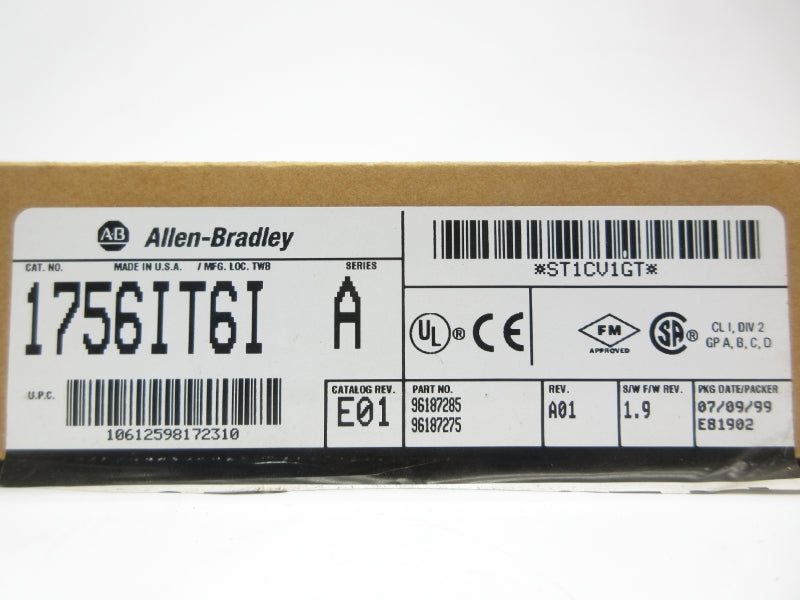 AB Allen-Bradley
CAT. NO. MADE IN U.S.A. / MFG. LOC. TWB SERIES
1756IT6I A
U.P.C.
10612598172310
CATALOG REV.
E01
*ST1CV1GT*
UL ® CE FM APPROVED SA ® CL I, DIV 2
GP A, B, C, D
PART NO.
96187285
96187275
REV.
A01
S/W F/W REV.
1.9
PKG DATE/PACKER
07/09/99
E81902